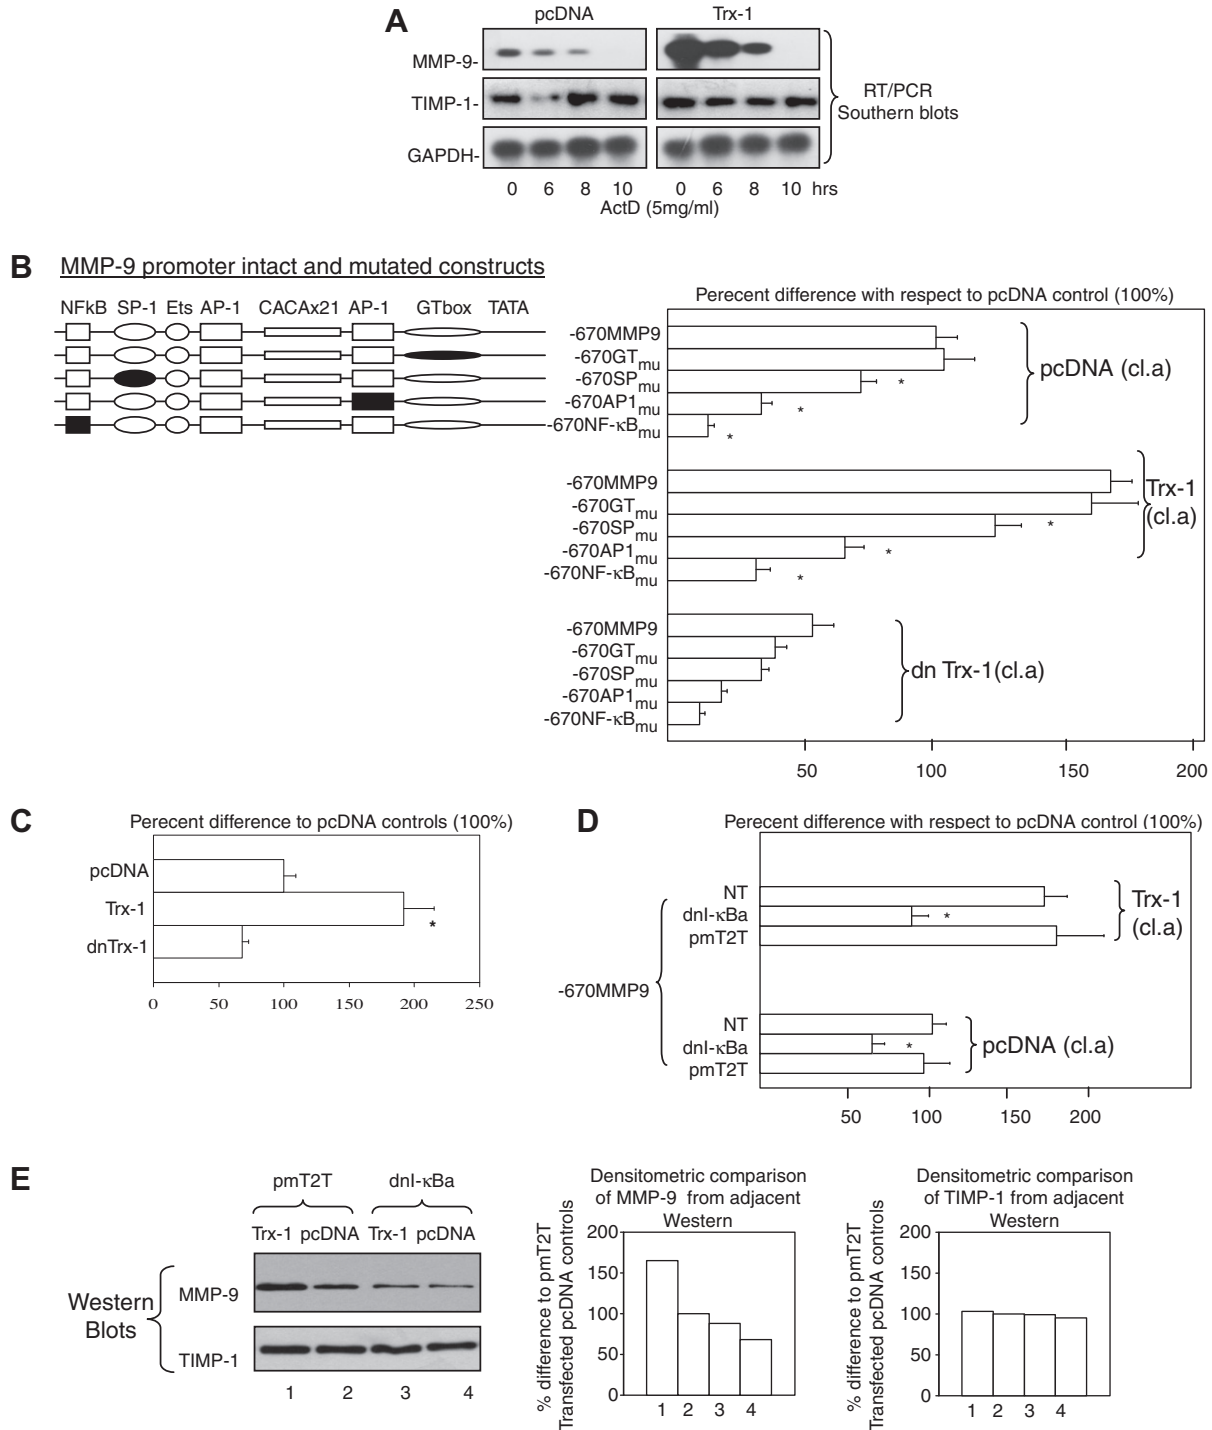 A
pcDNA Trx-1
MMP-9-
TIMP-1-
GAPDH-
RT/PCR
Southern blots
0 6 8 10 0 6 8 10 hrs
ActD (5mg/ml)
B MMP-9 promoter intact and mutated constructs
NFkB SP-1 Ets AP-1 CACAx21 AP-1 GTbox TATA
Perecent difference with respect to pcDNA control (100%)
-670MMP9
-670GTmu
-670SPmu *
-670AP1mu *
-670NF-κBmu *
pcDNA (cl.a)
-670MMP9
-670GTmu
-670SPmu *
-670AP1mu *
-670NF-κBmu *
Trx-1
(cl.a)
-670MMP9
-670GTmu
-670SPmu
-670AP1mu
-670NF-κBmu
dn Trx-1(cl.a)
50 100 150 200
C
Perecent difference to pcDNA controls (100%)
pcDNA
Trx-1
*
dnTrx-1
0 50 100 150 200 250
D
Perecent difference with respect to pcDNA control (100%)
NT
dnI-κBa *
pmT2T
Trx-1
(cl.a)
-670MMP9
NT
dnI-κBa *
pmT2T
pcDNA (cl.a)
50 100 150 200
E
pmT2T dnI-κBa
Trx-1 pcDNA Trx-1 pcDNA
Western
Blots
MMP-9
TIMP-1
1 2 3 4
Densitometric comparison
of MMP-9 from adjacent
Western
% difference to pmT2T
Transfected pcDNA controls
200
150
100
50
0
1 2 3 4
Densitometric comparison
of TIMP-1 from adjacent
Western
% difference to pmT2T
Transfected pcDNA controls
200
150
100
50
0
1 2 3 4